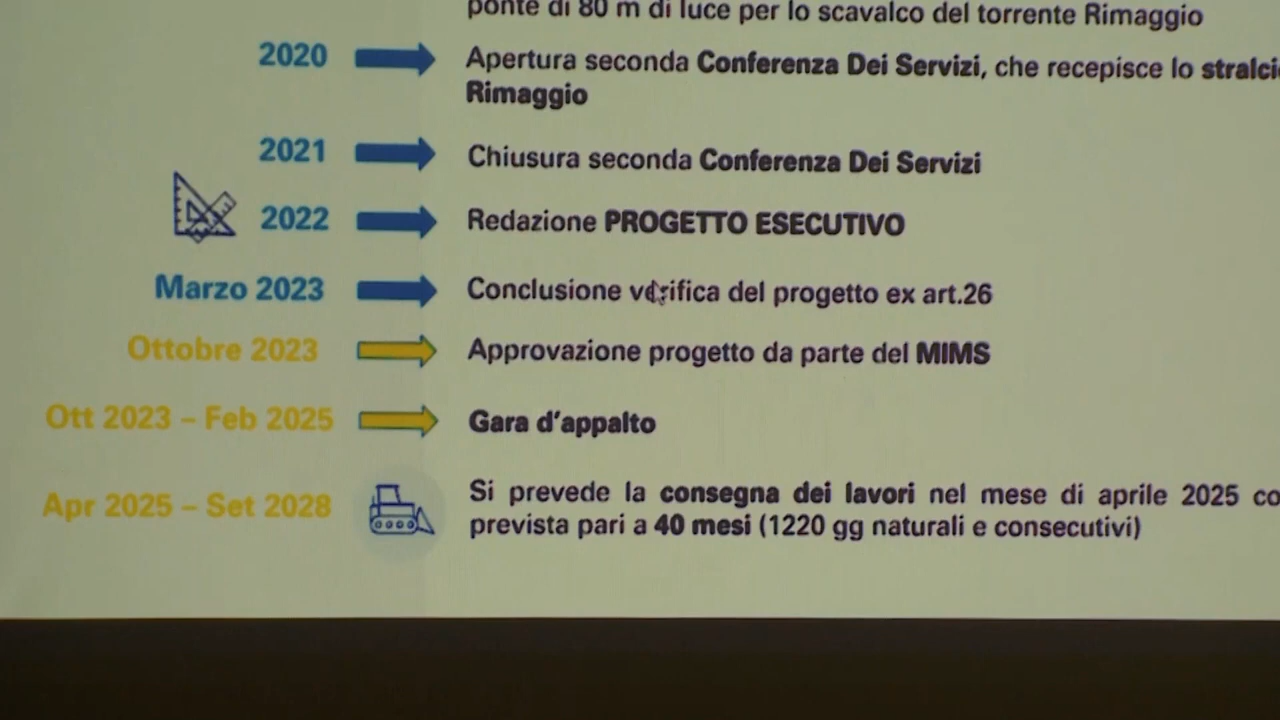 ponte di 80 m di luce per lo scavalco del torrente Rimaggio
2020 Apertura seconda Conferenza Dei Servizi, che recepisce lo
Rimaggio
2021 Chiusura seconda Conferenza Dei Servizi
2022 Redazione PROGETTO ESECUTIVO
Marzo 2023 Conclusione verifica del progetto ex art.26
Ottobre 2023 Approvazione progetto da parte del MIMS
Ott 2023 – Feb 2025 Gara d'appalto
Apr 2025 – Set 2028 Si prevede la consegna dei lavori nel mese di aprile 2025
prevista pari a 40 mesi (1220 gg naturali e consecutivi)